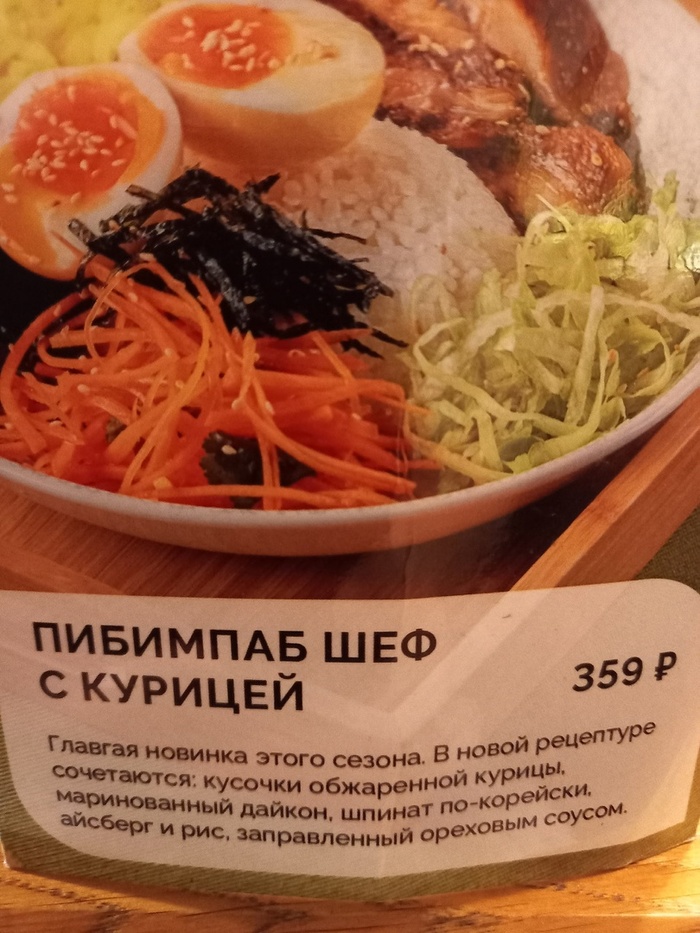 ПИБИМПАБ ШЕФ
С КУРИЦЕЙ
359 ₽
Главгая новинка этого сезона. В новой рецептуре
сочетаются: кусочки обжаренной курицы,
маринованный дайкон, шпинат по-корейски,
айсберг и рис, заправленный ореховым соусом.